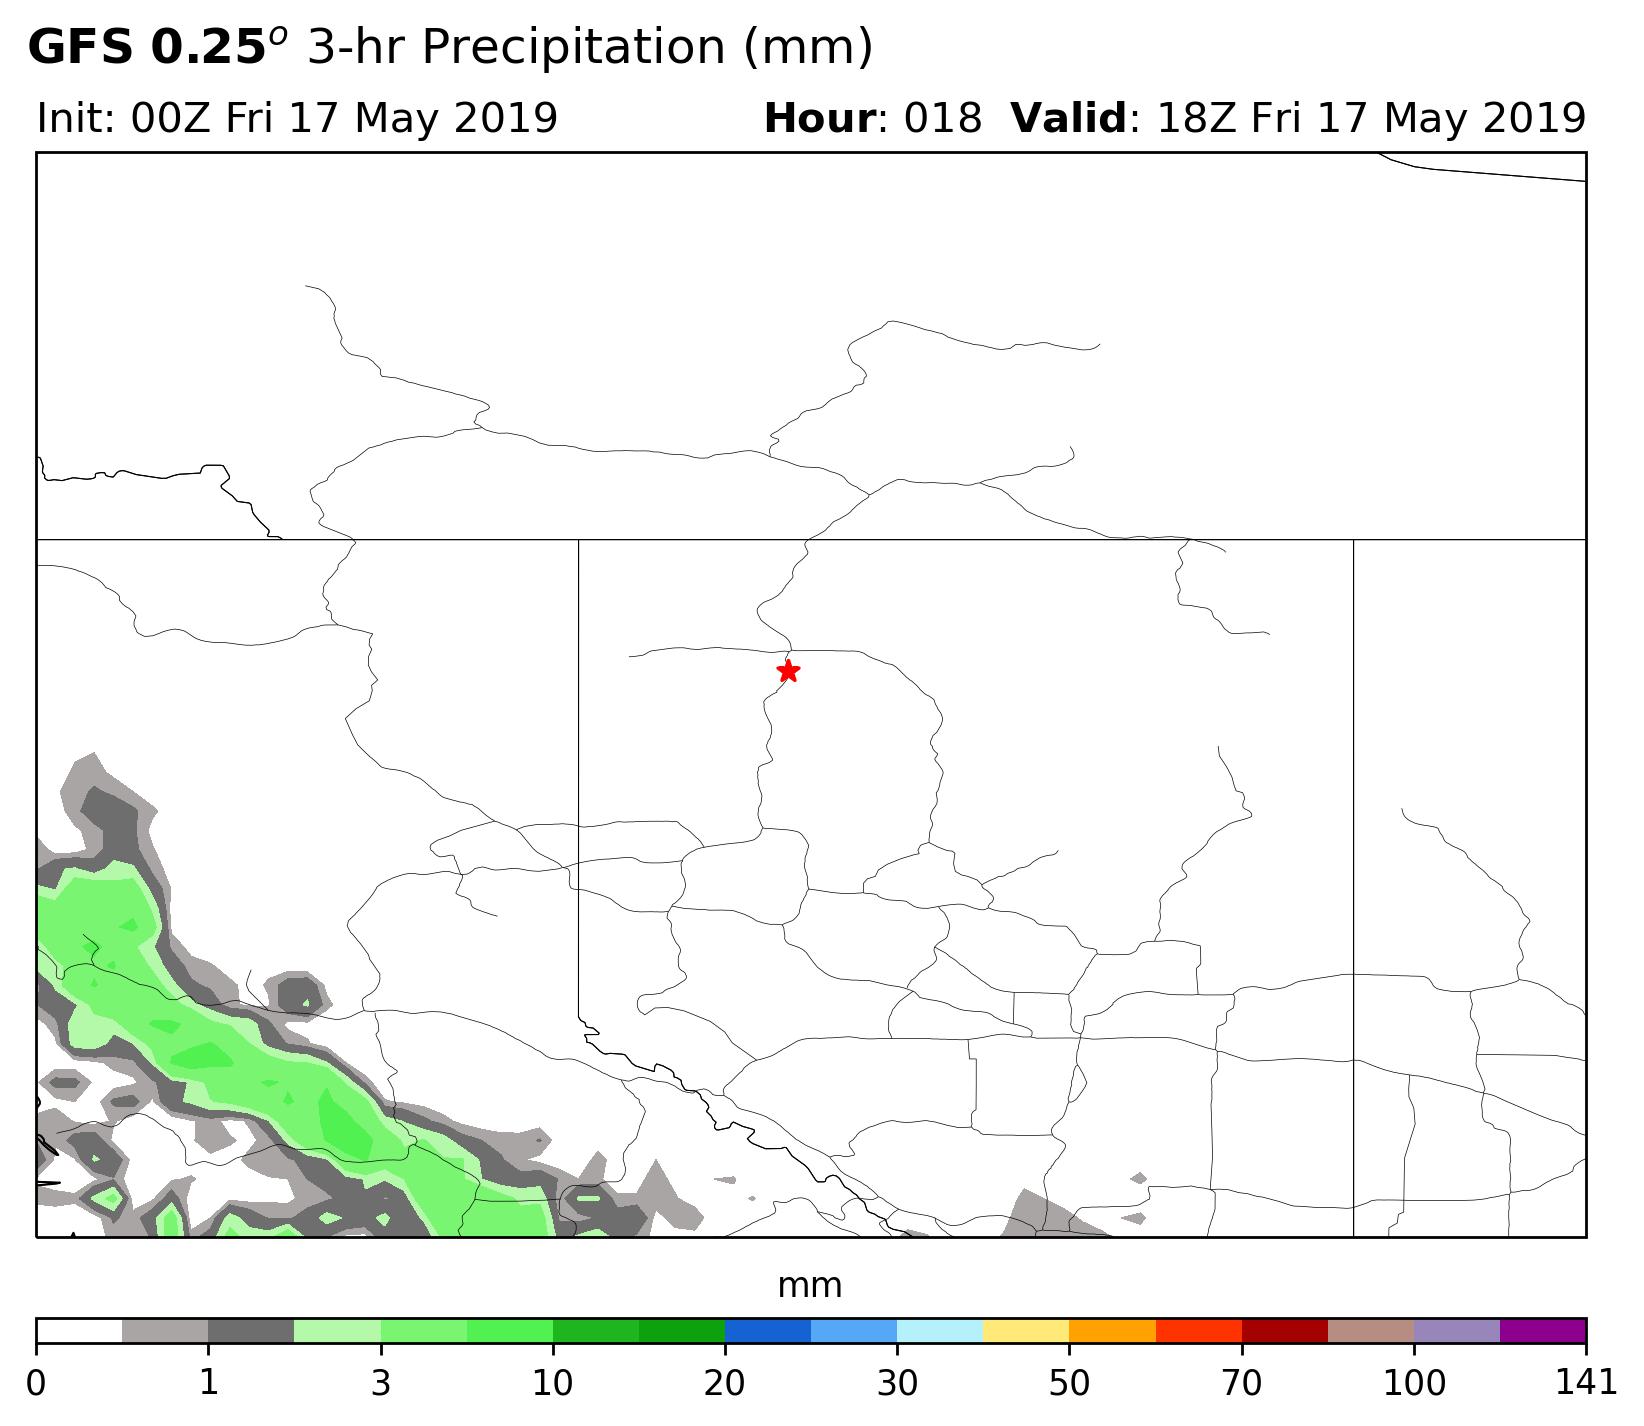 GFS 0.25° 3-hr Precipitation (mm)
Init: 00Z Fri 17 May 2019 Hour: 018 Valid: 18Z Fri 17 May 2019
mm
0 1 3 10 20 30 50 70 100 141